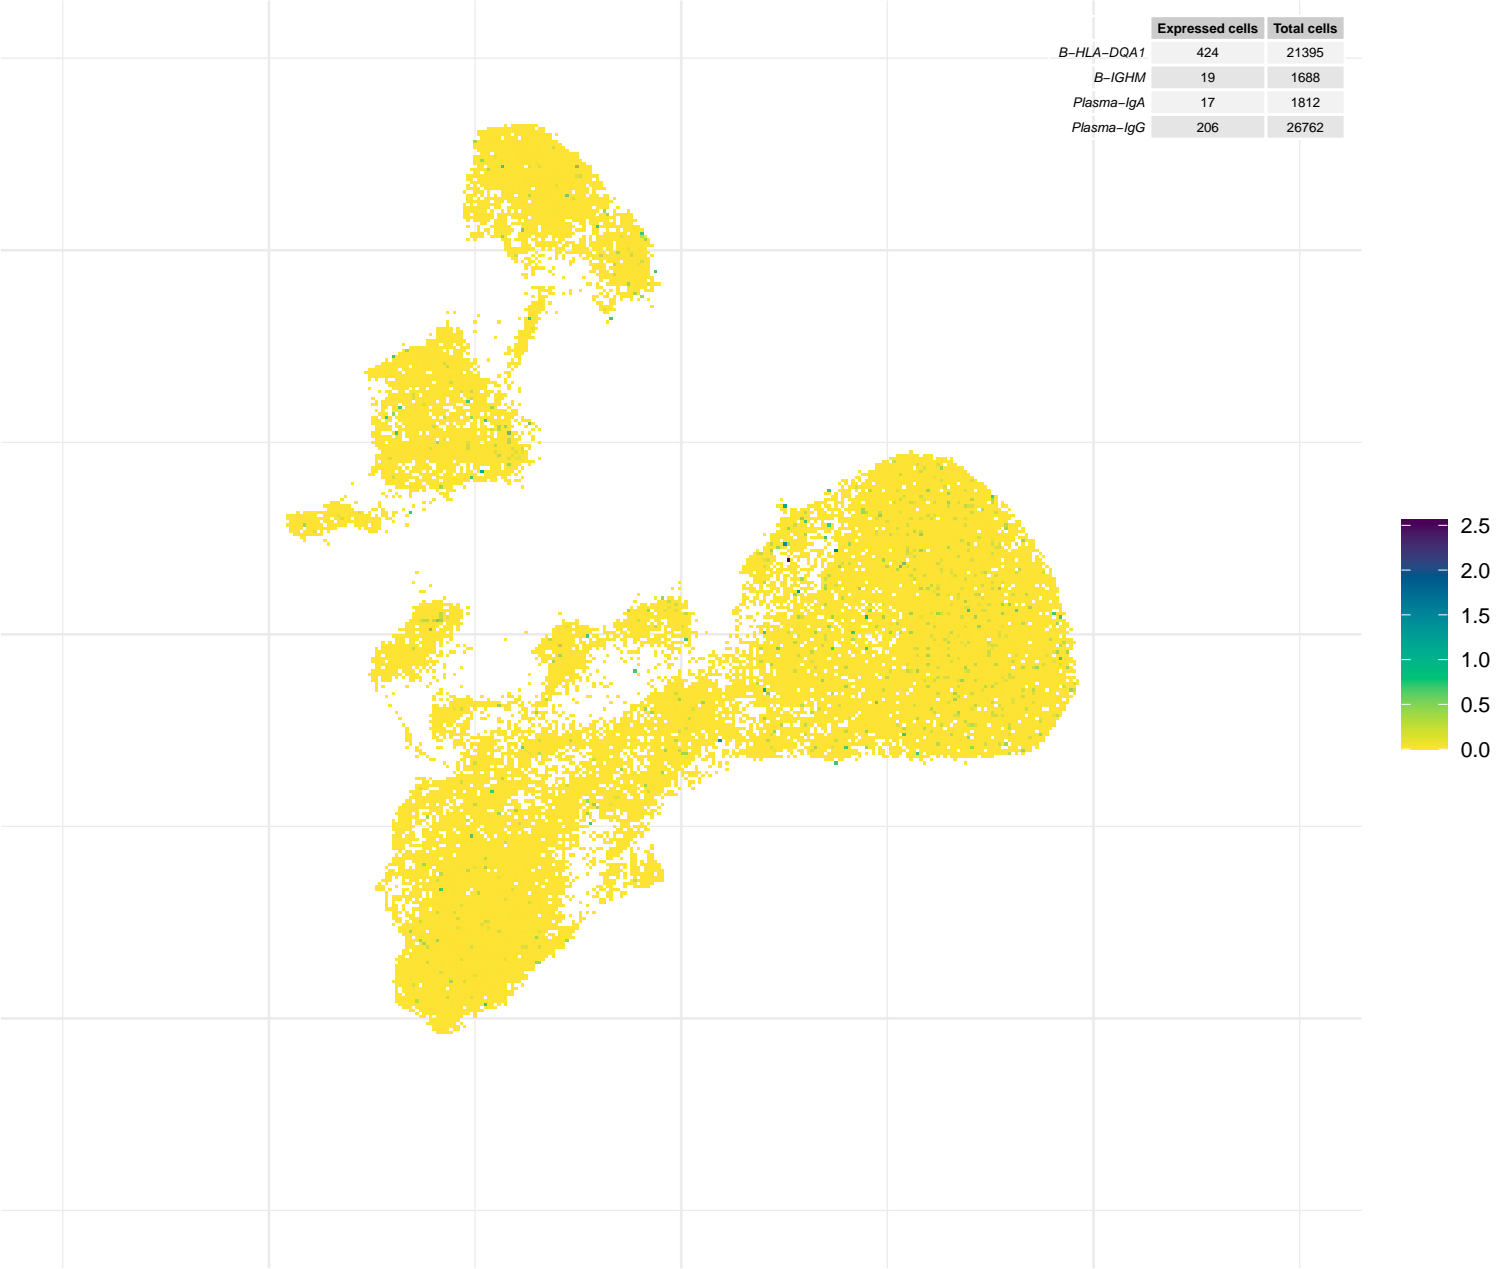 Expressed cells Total cells
B−HLA−DQA1 424 21395
B−IGHM 19 1688
Plasma−IgA 17 1812
Plasma−IgG 206 26762
2.5
2.0
1.5
1.0
0.5
0.0